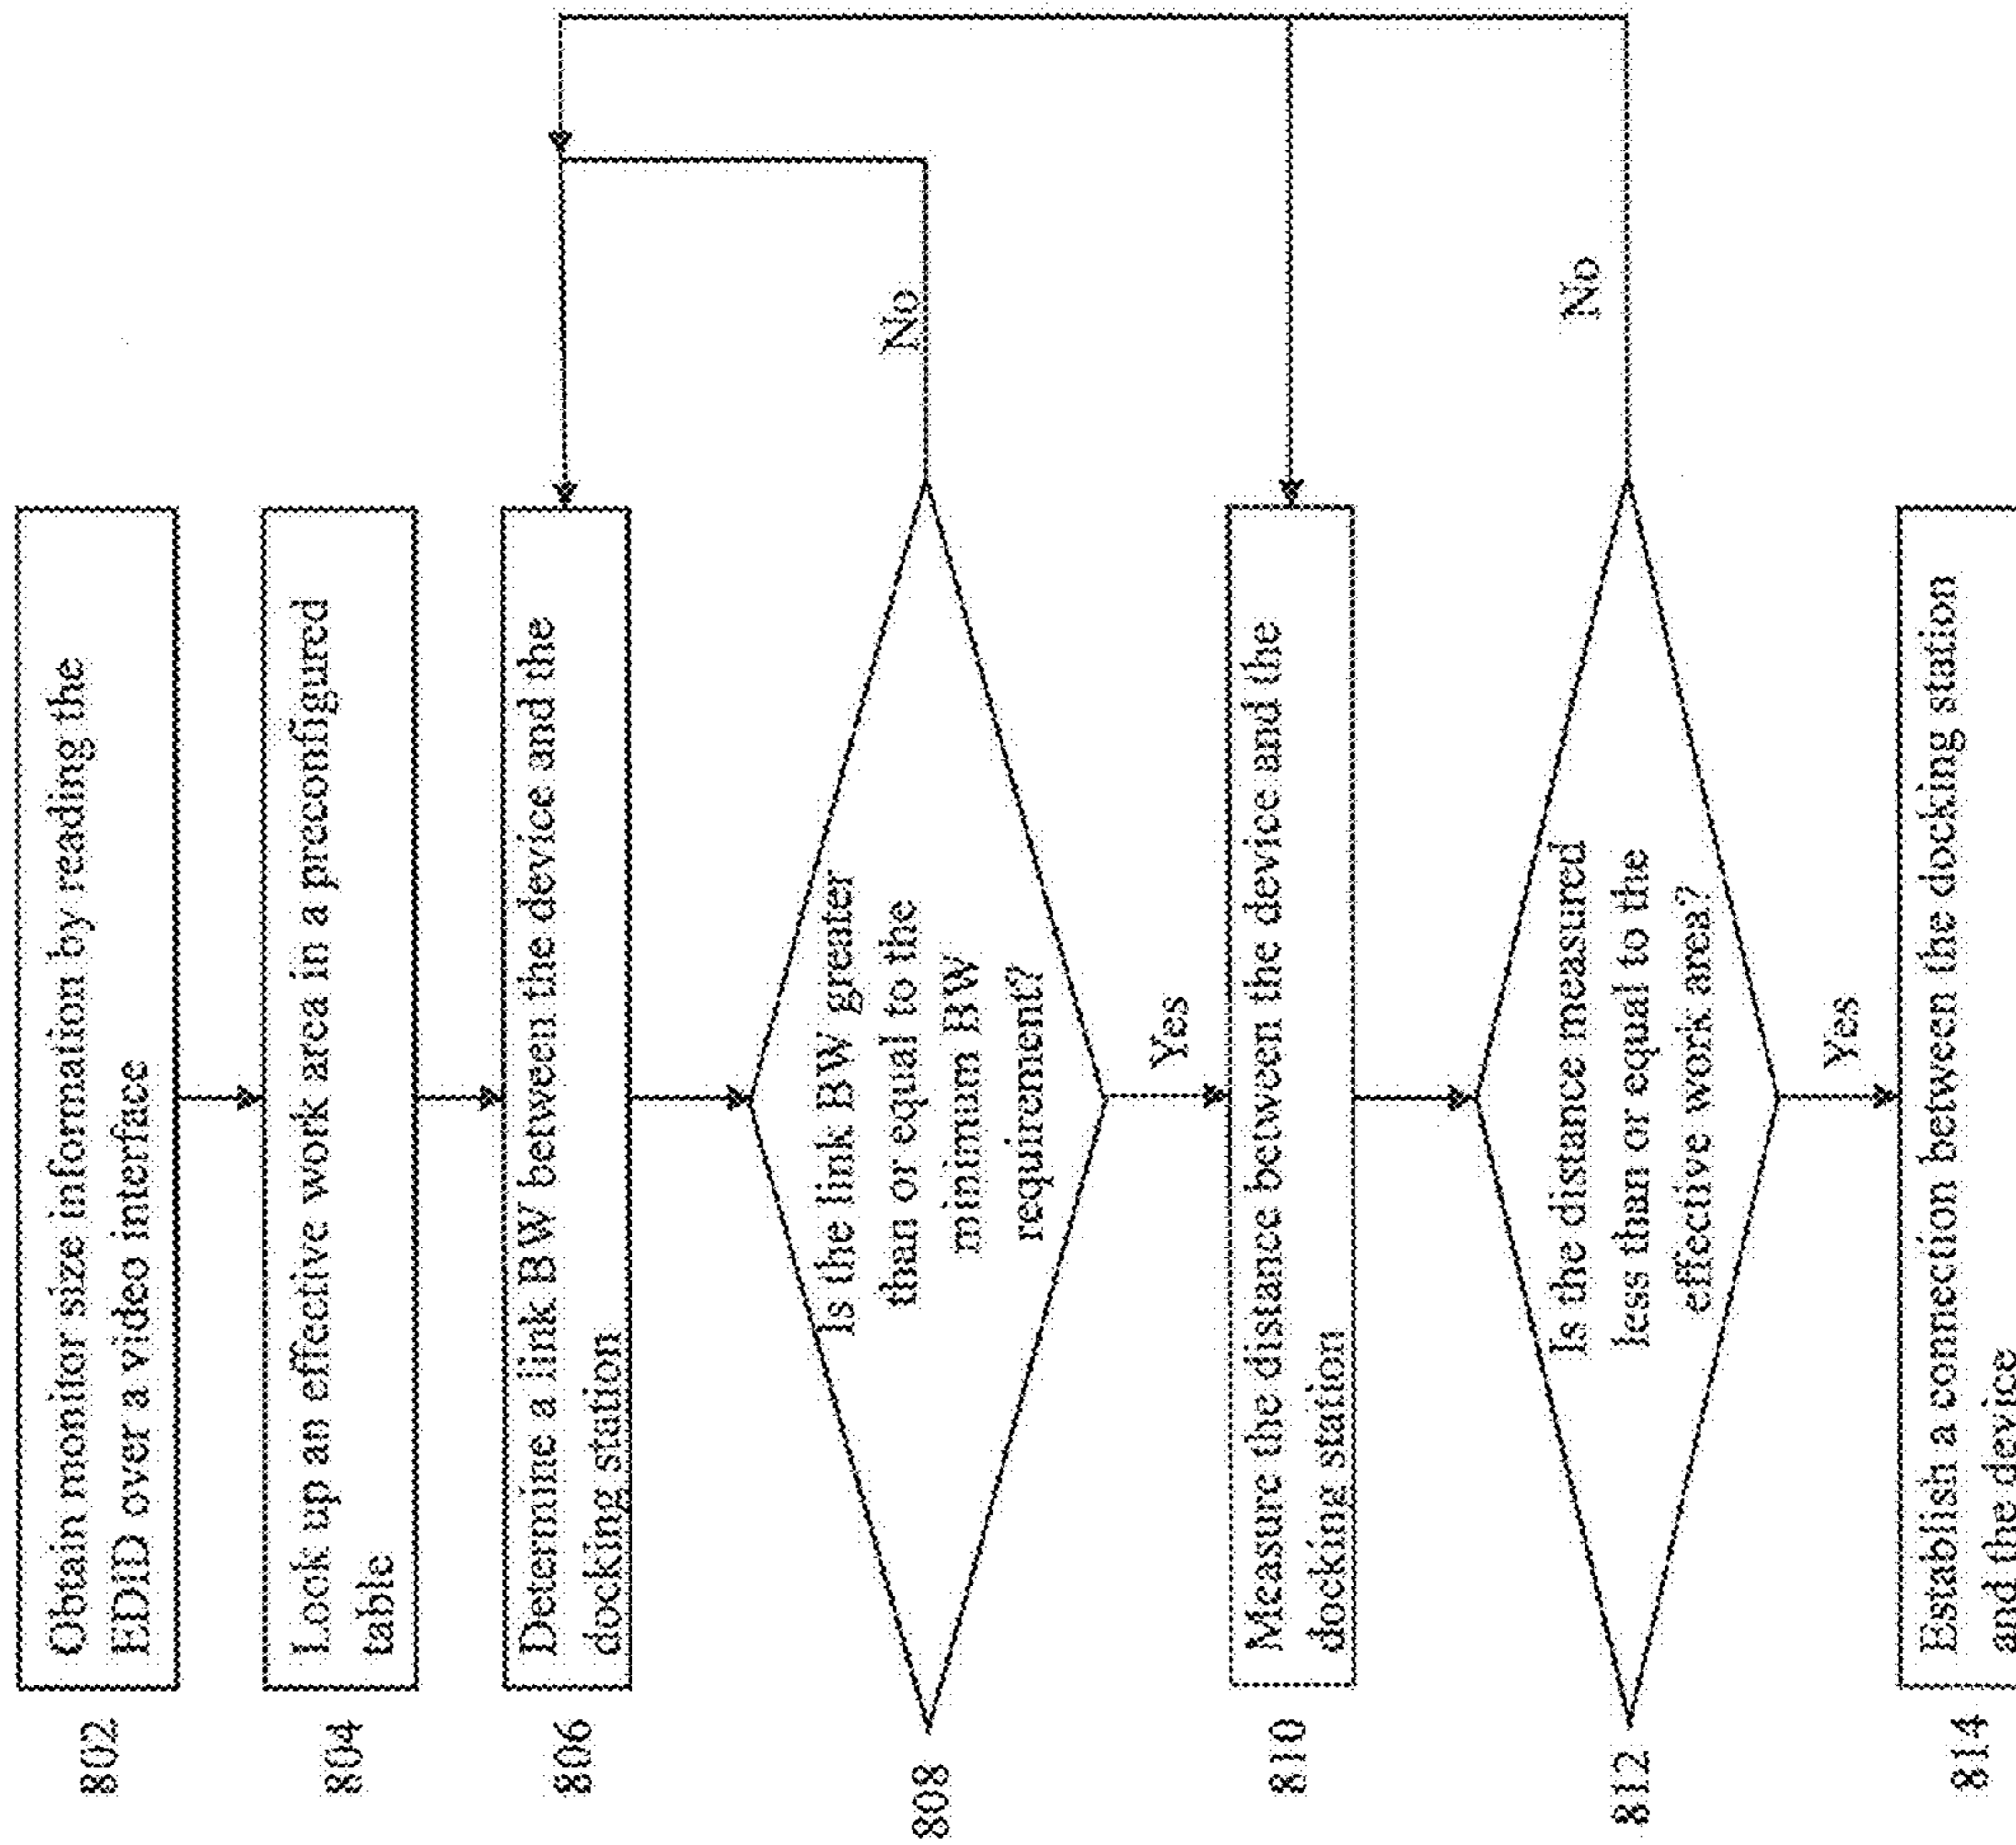 802
Obtain monitor size information by reading the
EDID over a video interface
804
Look up an effective work area in a preconfigured
table
806
Determine a link BW between the device and the
docking station
808
Is the link BW greater
than or equal to the
minimum BW
requirement?
No
Yes
810
Measure the distance between the device and the
docking station
812
Is the distance measured
less than or equal to the
effective work area?
No
Yes
814
Establish a connection between the docking station
and the device